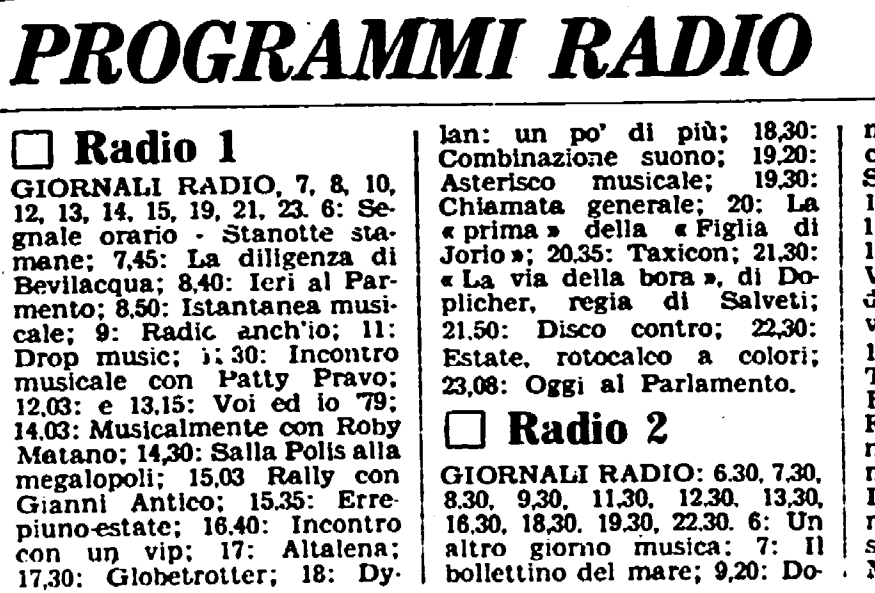 PROGRAMMI RADIO
Radio 1
GIORNALI RADIO, 7, 8, 10,
12, 13, 14, 15, 19, 21, 23. 6: Se-
gnale orario - Stanotte sta-
mane; 7,45: La diligenza di
Bevilacqua; 8,40: Ieri al Par-
mento; 8,50: Istantanea musi-
cale; 9: Radio anch'io; 11:
Drop music; 11,30: Incontro
musicale con Patty Pravo;
12,03: e 13,15: Voi ed io '79;
14,03: Musicalmente con Roby
Matano; 14,30: Salla Polis alla
megalopoli; 15,03 Rally con
Gianni Antico; 15.35: Erre-
piuno-estate; 16,40: Incontro
con un vip; 17: Altalena;
17,30: Globetrotter; 18: Dy-
lan: un po' di più; 18,30:
Combinazione suono; 19,20:
Asterisco musicale; 19,30:
Chiamata generale; 20: La
« prima » della « Figlia di
Jorio »; 20,35: Taxicon; 21,30:
« La via della bora », di Do-
plicher, regia di Salveti;
21,50: Disco contro; 22,30:
Estate, rotocalco a colori;
23,08: Oggi al Parlamento.
Radio 2
GIORNALI RADIO: 6.30, 7,30,
8.30, 9,30, 11,30, 12,30, 13,30,
16,30, 18,30. 19,30, 22,30. 6: Un
altro giorno musica; 7: Il
bollettino del mare; 9,20: Do-